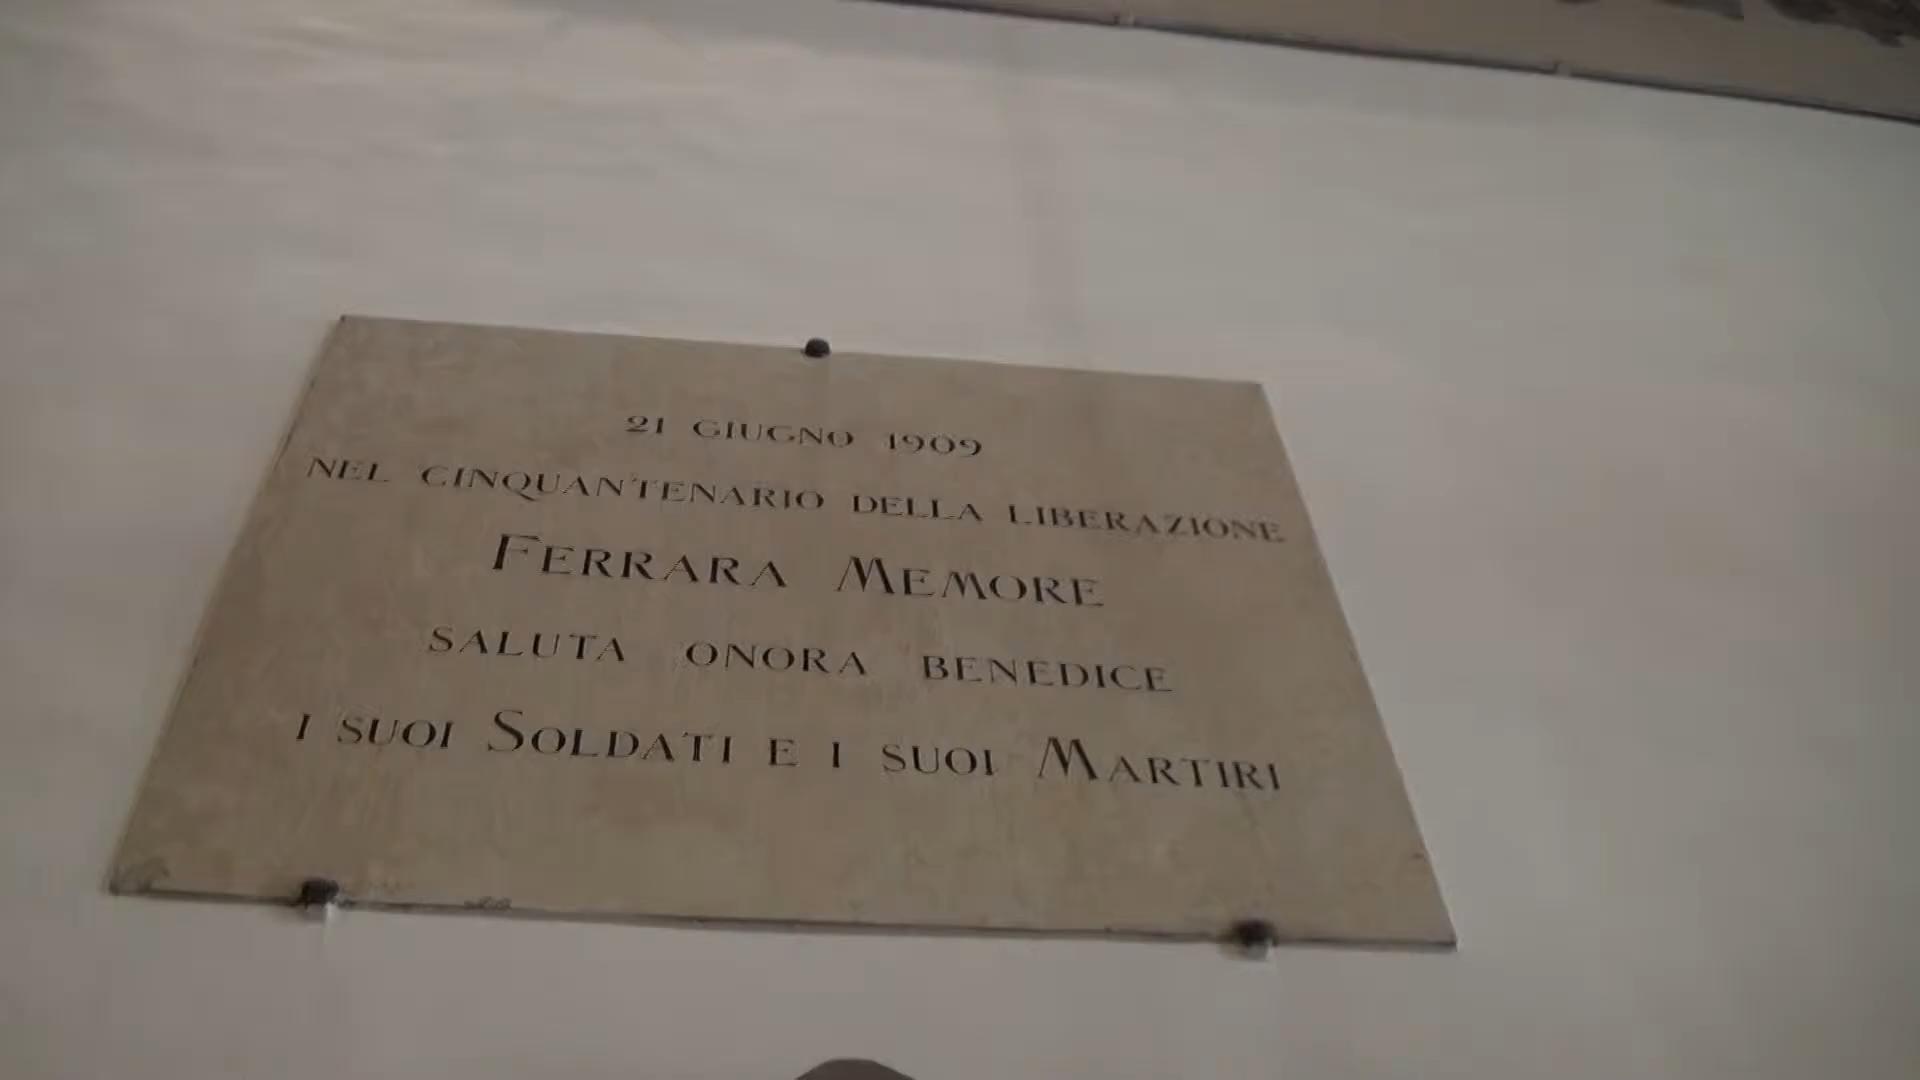 21 GIUGNO 1909
NEL CINQUANTENARIO DELLA LIBERAZIONE
FERRARA MEMORE
SALUTA ONORA BENEDICE
I SUOI SOLDATI E I SUOI MARTIRI